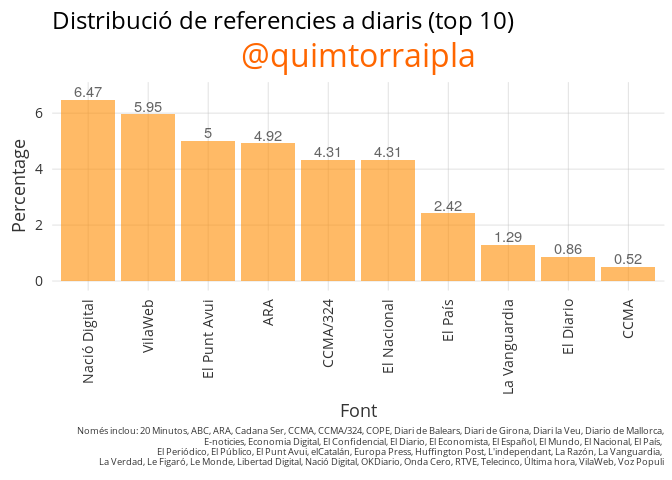 Distribució de referencies a diaris (top 10)
@quimtorraipla
Percentage
6
4
2
0
6.47
5.95
5
4.92
4.31
4.31
2.42
1.29
0.86
0.52
Nació Digital
VilaWeb
El Punt Avui
ARA
CCMA/324
El Nacional
El País
La Vanguardia
El Diario
CCMA
Font
Només inclou: 20 Minutos, ABC, ARA, Cadana Ser, CCMA, CCMA/324, COPE, Diari de Balears, Diari de Girona, Diari la Veu, Diario de Mallorca,
E-noticies, Economia Digital, El Confidencial, El Diario, El Economista, El Español, El Mundo, El Nacional, El País,
El Periódico, El Público, El Punt Avui, elCatalán, Europa Press, Huffington Post, L'independant, La Razón, La Vanguardia,
La Verdad, Le Figaró, Le Monde, Libertad Digital, Nació Digital, OKDiario, Onda Cero, RTVE, Telecinco, Última hora, VilaWeb, Voz Populi